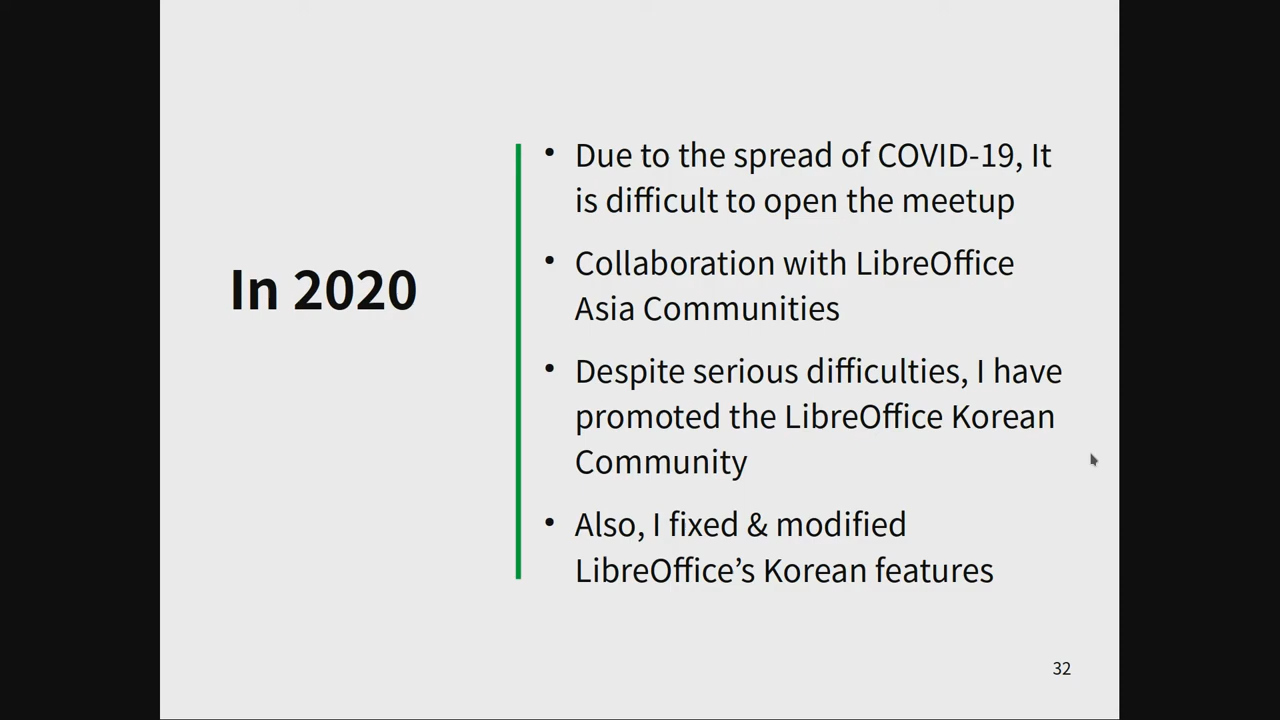 In 2020
• Due to the spread of COVID-19, It
is difficult to open the meetup
• Collaboration with LibreOffice
Asia Communities
• Despite serious difficulties, I have
promoted the LibreOffice Korean
Community
• Also, I fixed & modified
LibreOffice’s Korean features
32